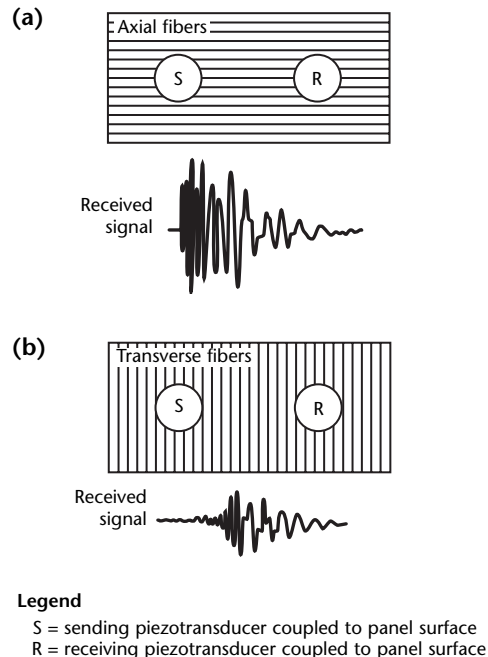 (a)
Axial fibers
S
R
Received
signal
(b)
Transverse fibers
S
R
Received
signal
Legend
S = sending piezotransducer coupled to panel surface
R = receiving piezotransducer coupled to panel surface